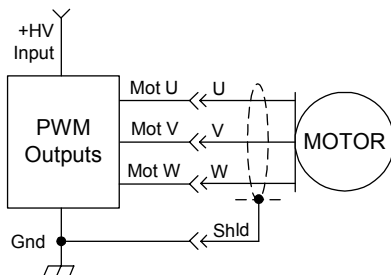 +HV
Input
Mot U U
PWM
Outputs
Mot V V
MOTOR
Mot W W
Gnd
Shld